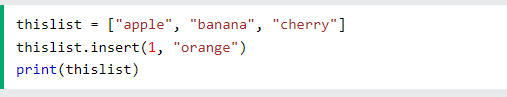 thislist = ["apple", "banana", "cherry"]
thislist.insert(1, "orange")
print(thislist)